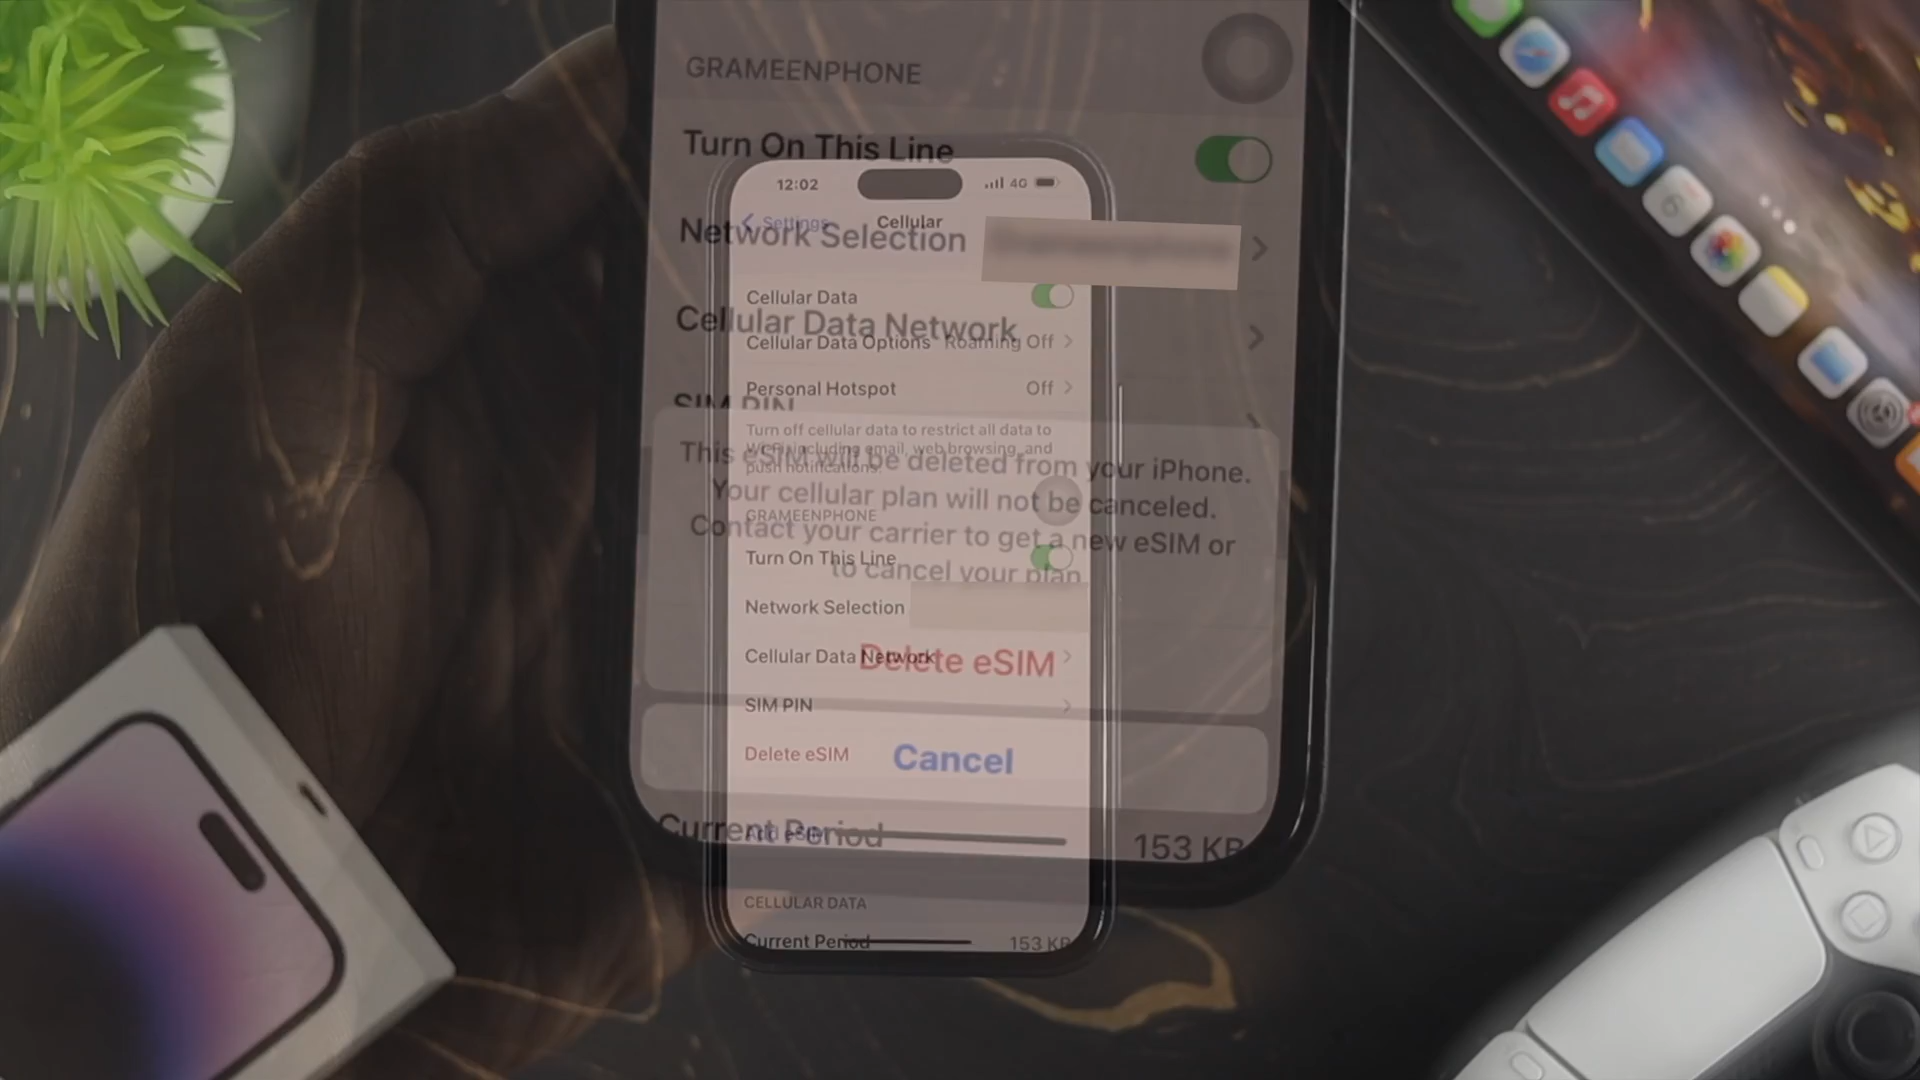 GRAMEENPHONE
Turn On This Line
Network Selection
Cellular Data Network
SIM PIN
This eSIM will be deleted from your iPhone.
Your cellular plan will not be canceled.
Contact your carrier to get a new eSIM or
to cancel your plan.
Delete eSIM
Cancel
Current Period 153 KB
12:02 4G
Settings Cellular
Cellular Data
Cellular Data Options Roaming Off
Personal Hotspot Off
Turn off cellular data to restrict all data to
Wi-Fi, including email, web browsing, and
push notifications.
GRAMEENPHONE
Turn On This Line
Network Selection
Cellular Data Network
SIM PIN
Delete eSIM
Add eSIM
CELLULAR DATA
Current Period 153 KB